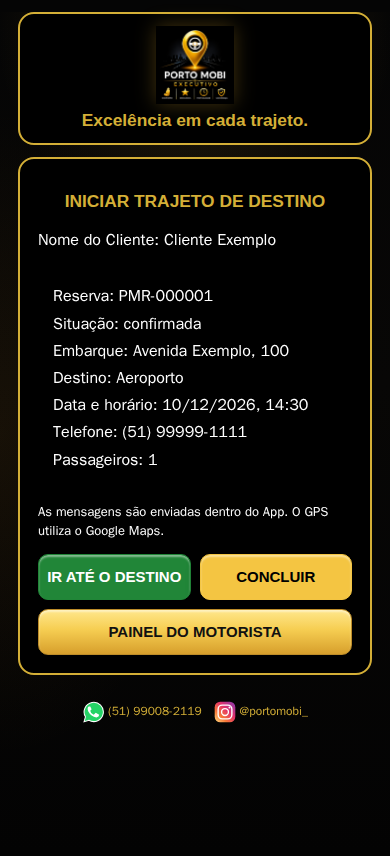 PORTO MOBI
EXECUTIVO
Excelência em cada trajeto.
INICIAR TRAJETO DE DESTINO
Nome do Cliente: Cliente Exemplo
Reserva: PMR-000001
Situação: confirmada
Embarque: Avenida Exemplo, 100
Destino: Aeroporto
Data e horário: 10/12/2026, 14:30
Telefone: (51) 99999-1111
Passageiros: 1
As mensagens são enviadas dentro do App. O GPS
utiliza o Google Maps.
IR ATÉ O DESTINO
CONCLUIR
PAINEL DO MOTORISTA
(51) 99008-2119 @portomobi_